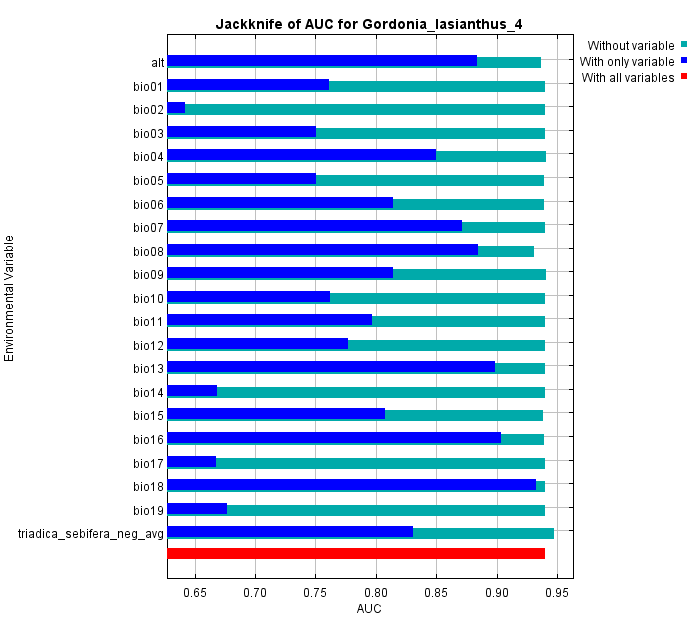 Jackknife of AUC for Gordonia_lasianthus_4
Without variable
With only variable
With all variables
Environmental Variable
alt
bio01
bio02
bio03
bio04
bio05
bio06
bio07
bio08
bio09
bio10
bio11
bio12
bio13
bio14
bio15
bio16
bio17
bio18
bio19
triadica_sebifera_neg_avg
0.65 0.70 0.75 0.80 0.85 0.90 0.95
AUC